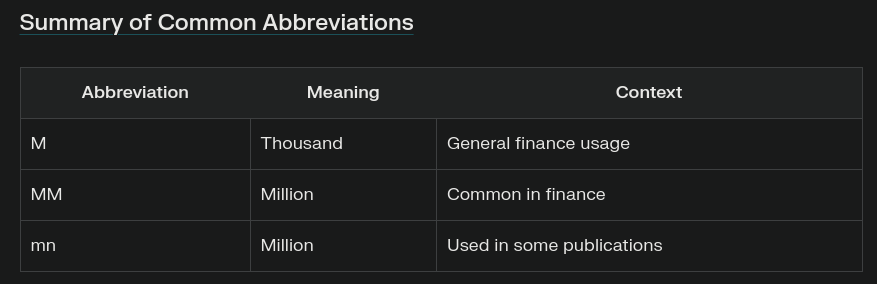 Summary of Common Abbreviations
Abbreviation Meaning Context
M Thousand General finance usage
MM Million Common in finance
mn Million Used in some publications